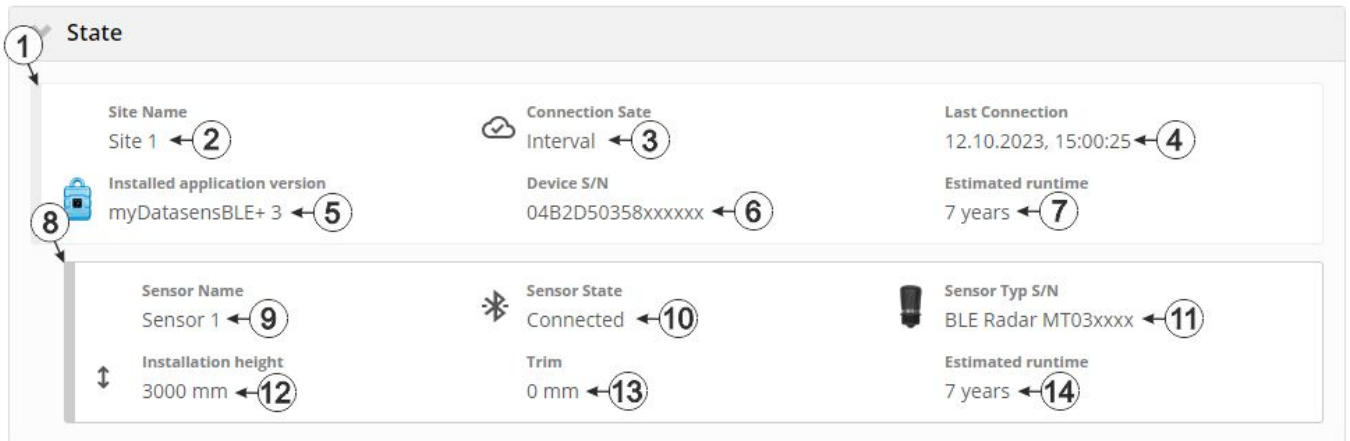 State
1
Site Name
Site 1 2
Connection Sate
Interval 3
Last Connection
12.10.2023, 15:00:25 4
Installed application version
myDatasensBLE+ 3 5
Device S/N
04B2D50358xxxxxx 6
Estimated runtime
7 years 7
8
Sensor Name
Sensor 1 9
Sensor State
Connected 10
Sensor Typ S/N
BLE Radar MT03xxxx 11
Installation height
3000 mm 12
Trim
0 mm 13
Estimated runtime
7 years 14